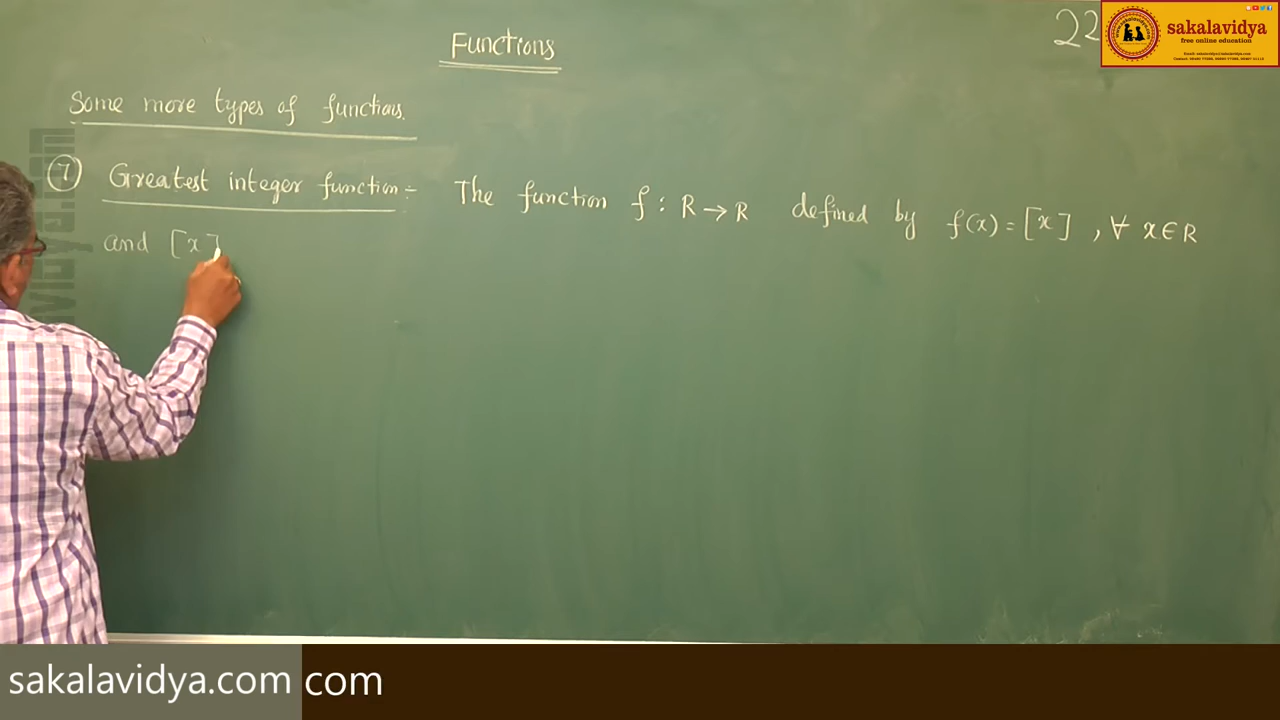 Functions
22
sakalavidya
free online education
Some more types of functions.
7 Greatest integer function:- The function f : R → R defined by f(x) = [x] , ∀ x ∈ R
and [x]
sakalavidya.com com